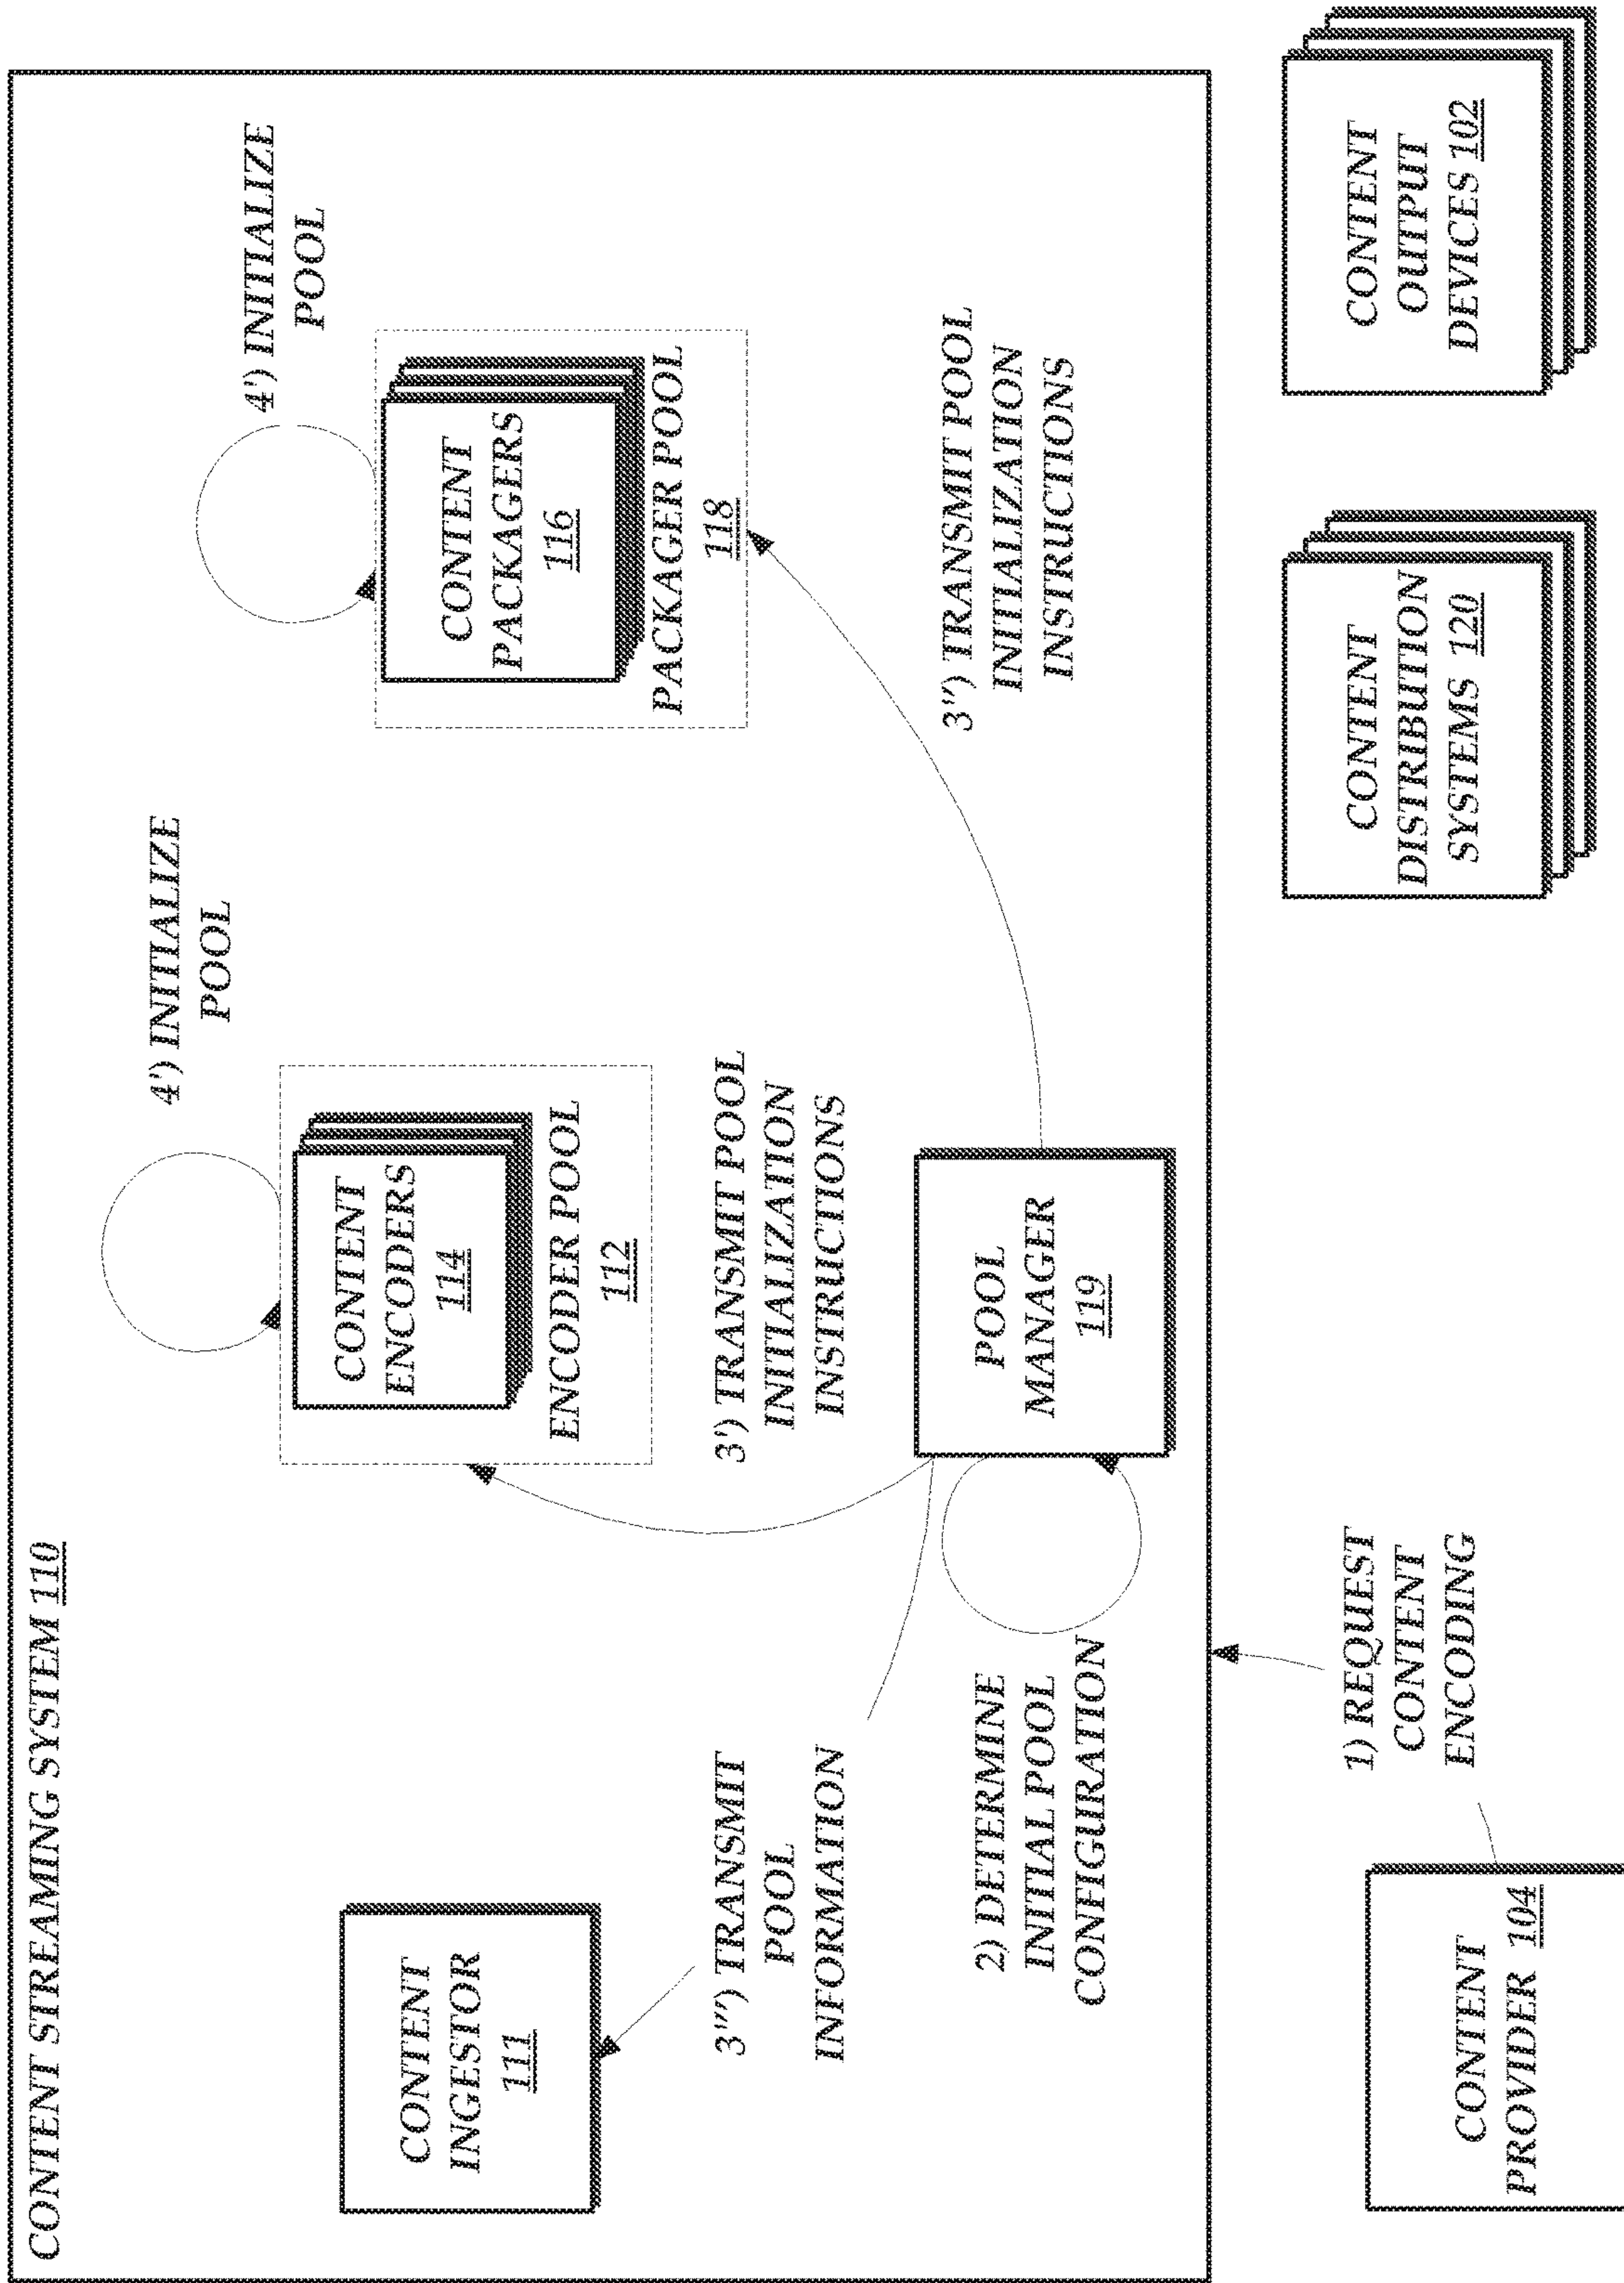 CONTENT STREAMING SYSTEM 110
4') INITIALIZE
POOL
4') INITIALIZE
POOL
CONTENT
INGESTOR
111
CONTENT
ENCODERS
114
ENCODER POOL
112
CONTENT
PACKAGERS
116
PACKAGER POOL
118
3''') TRANSMIT
POOL
INFORMATION
3') TRANSMIT POOL
INITIALIZATION
INSTRUCTIONS
3'') TRANSMIT POOL
INITIALIZATION
INSTRUCTIONS
2) DETERMINE
INITIAL POOL
CONFIGURATION
POOL
MANAGER
119
1) REQUEST
CONTENT
ENCODING
CONTENT
PROVIDER 104
CONTENT
DISTRIBUTION
SYSTEMS 120
CONTENT
OUTPUT
DEVICES 102